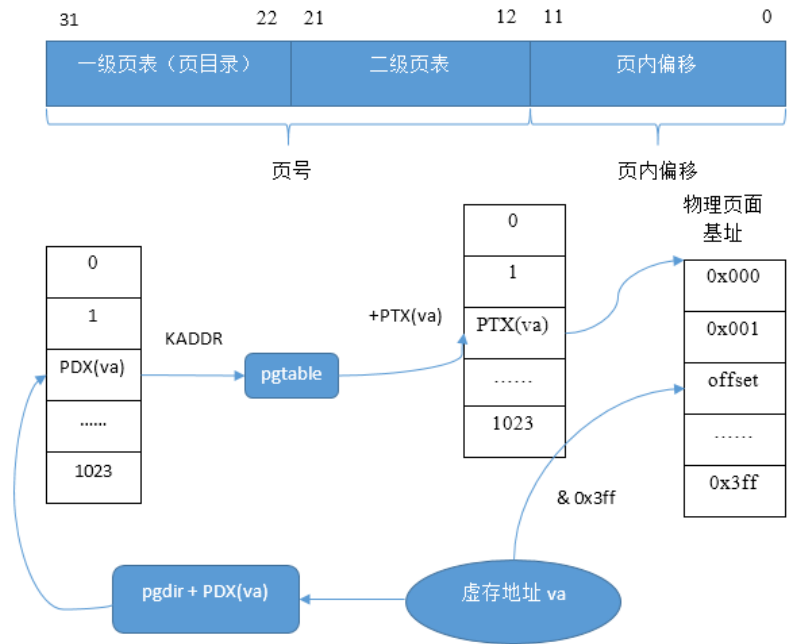 31 22 21 12 11 0
一级页表（页目录） 二级页表 页内偏移
页号 页内偏移
物理页面
基址
0
1
PDX(va)
……
1023
KADDR
pgtable
+PTX(va)
0
1
PTX(va)
……
1023
0x000
0x001
offset
……
0x3ff
& 0x3ff
pgdir + PDX(va)
虚存地址 va